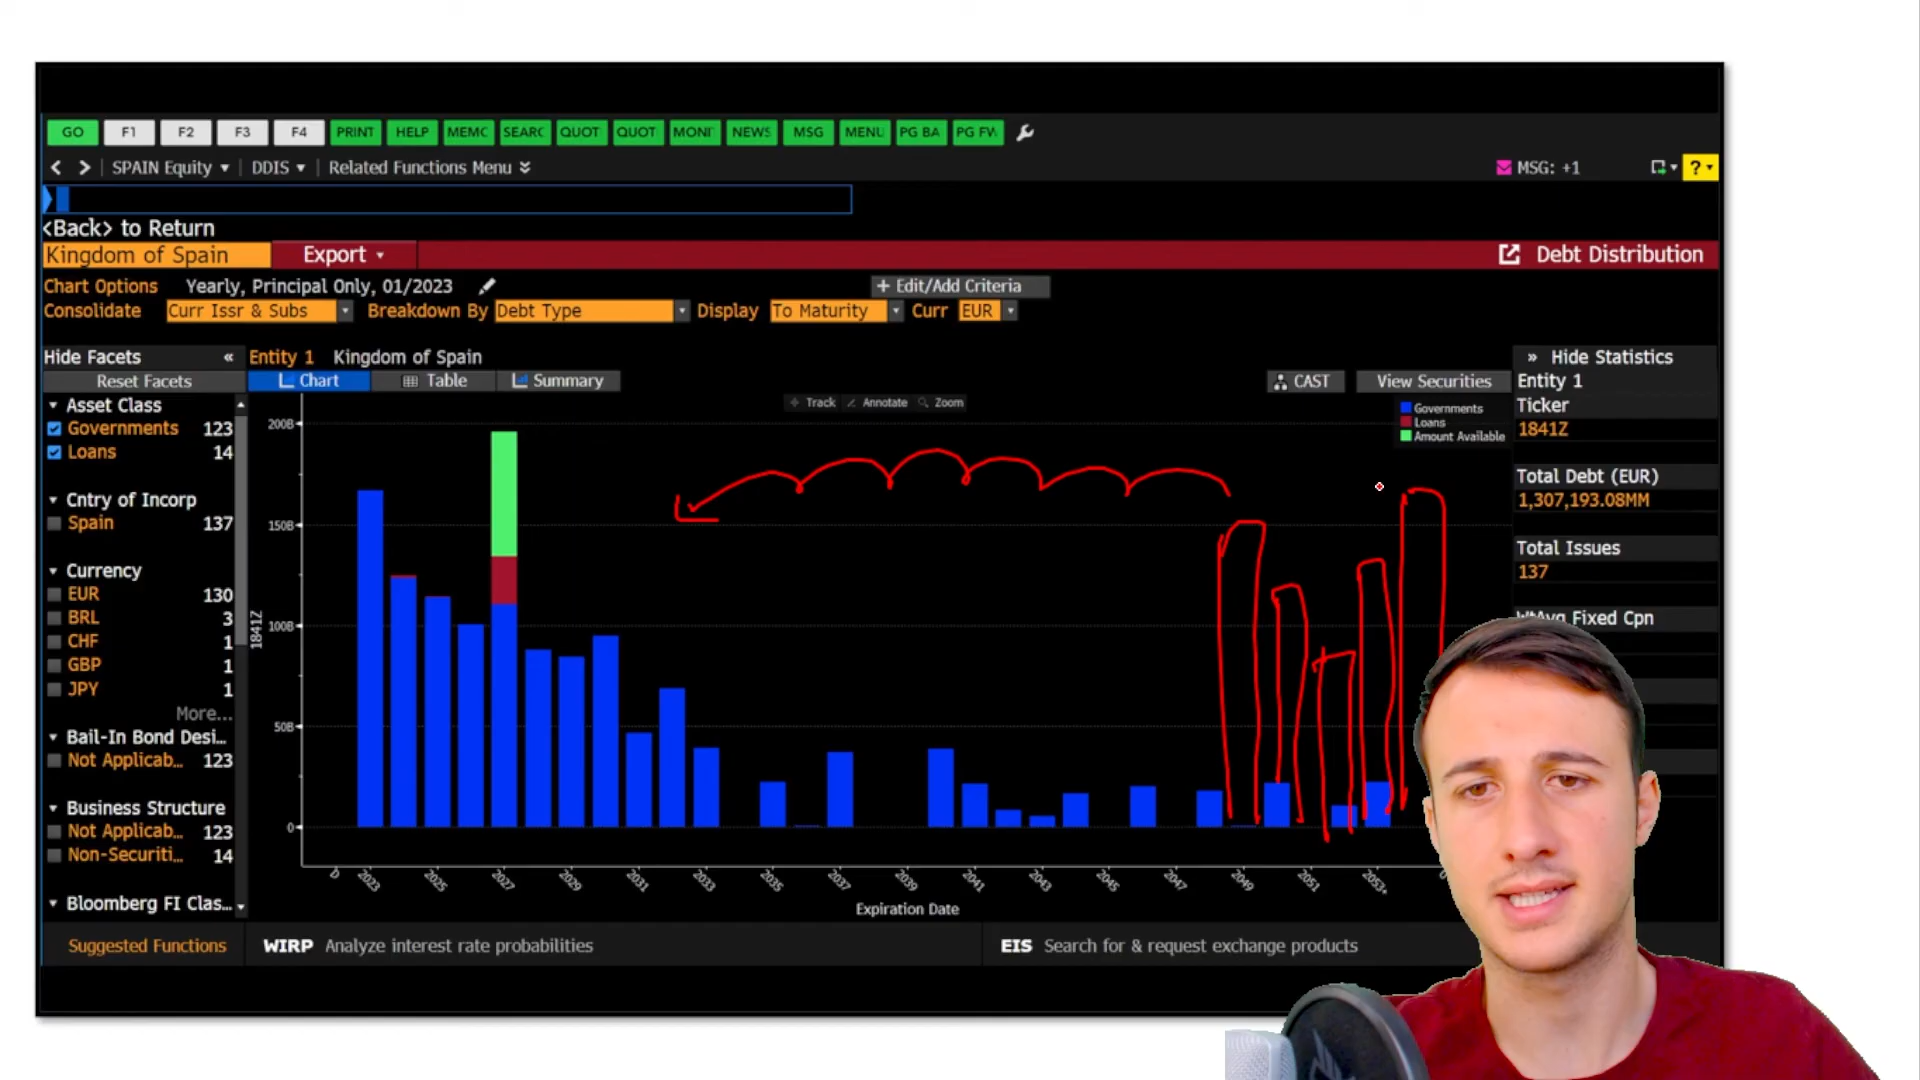 GO F1 F2 F3 F4 PRINT HELP MEMC SEARC QUOT QUOT MONI NEWS MSG MENU PG BA PG FW
SPAIN Equity DDIS Related Functions Menu MSG: +1 ?
<Back> to Return
Kingdom of Spain Export Debt Distribution
Chart Options Yearly, Principal Only, 01/2023 + Edit/Add Criteria
Consolidate Curr Issr & Subs Breakdown By Debt Type Display To Maturity Curr EUR
Hide Facets « Entity 1 Kingdom of Spain » Hide Statistics
Reset Facets Chart Table Summary CAST View Securities Entity 1
Asset Class Track Annotate Zoom Ticker
Governments 123 1841Z
Loans 14
Governments
Loans
Amount Available
Cntry of Incorp Total Debt (EUR)
Spain 137 1,307,193.08MM
Currency Total Issues
EUR 130 137
BRL 3
CHF 1
GBP 1
JPY 1
More...
Fixed Cpn
Bail-In Bond Desi...
Not Applicab... 123
Business Structure
Not Applicab... 123
Non-Securiti... 14
Bloomberg FI Clas...
200B
150B
100B
50B
0
1841Z
D 2023 2025 2027 2029 2031 2033 2035 2037 2039 2041 2043 2045 2047 2049 2051 2053+
Expiration Date
Suggested Functions WIRP Analyze interest rate probabilities EIS Search for & request exchange products